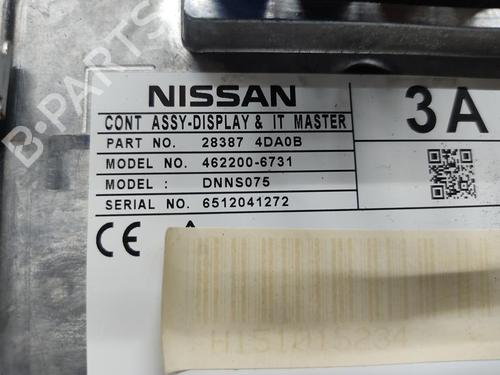 B-PARTS
NISSAN
3A
CONT ASSY-DISPLAY & IT MASTER
PART NO. 28387 4DA0B
MODEL NO. 462200-6731
MODEL : DNNS075
SERIAL NO. 6512041272
CE
H151015234